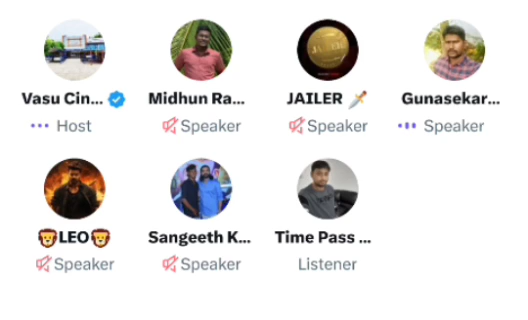 Vasu Cin...
Midhun Ra...
JAILER
Gunasekar...
Host
Speaker
Speaker
Speaker
LEO
Sangeeth K...
Time Pass ...
Speaker
Speaker
Listener